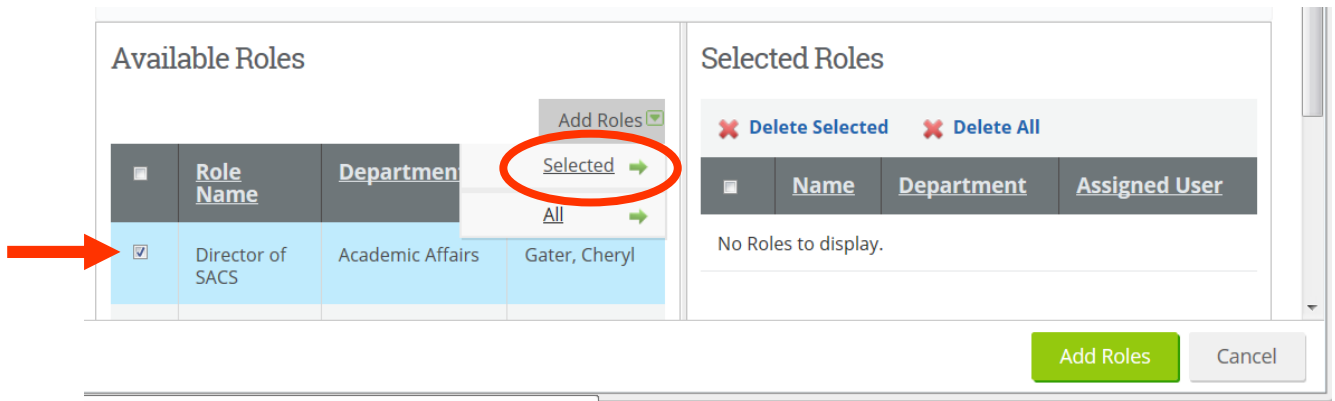 Available Roles
Add Roles
Selected
All
Role
Name
Departmen
Director of
SACS
Academic Affairs
Gater, Cheryl
Selected Roles
Delete Selected
Delete All
Name
Department
Assigned User
No Roles to display.
Add Roles
Cancel